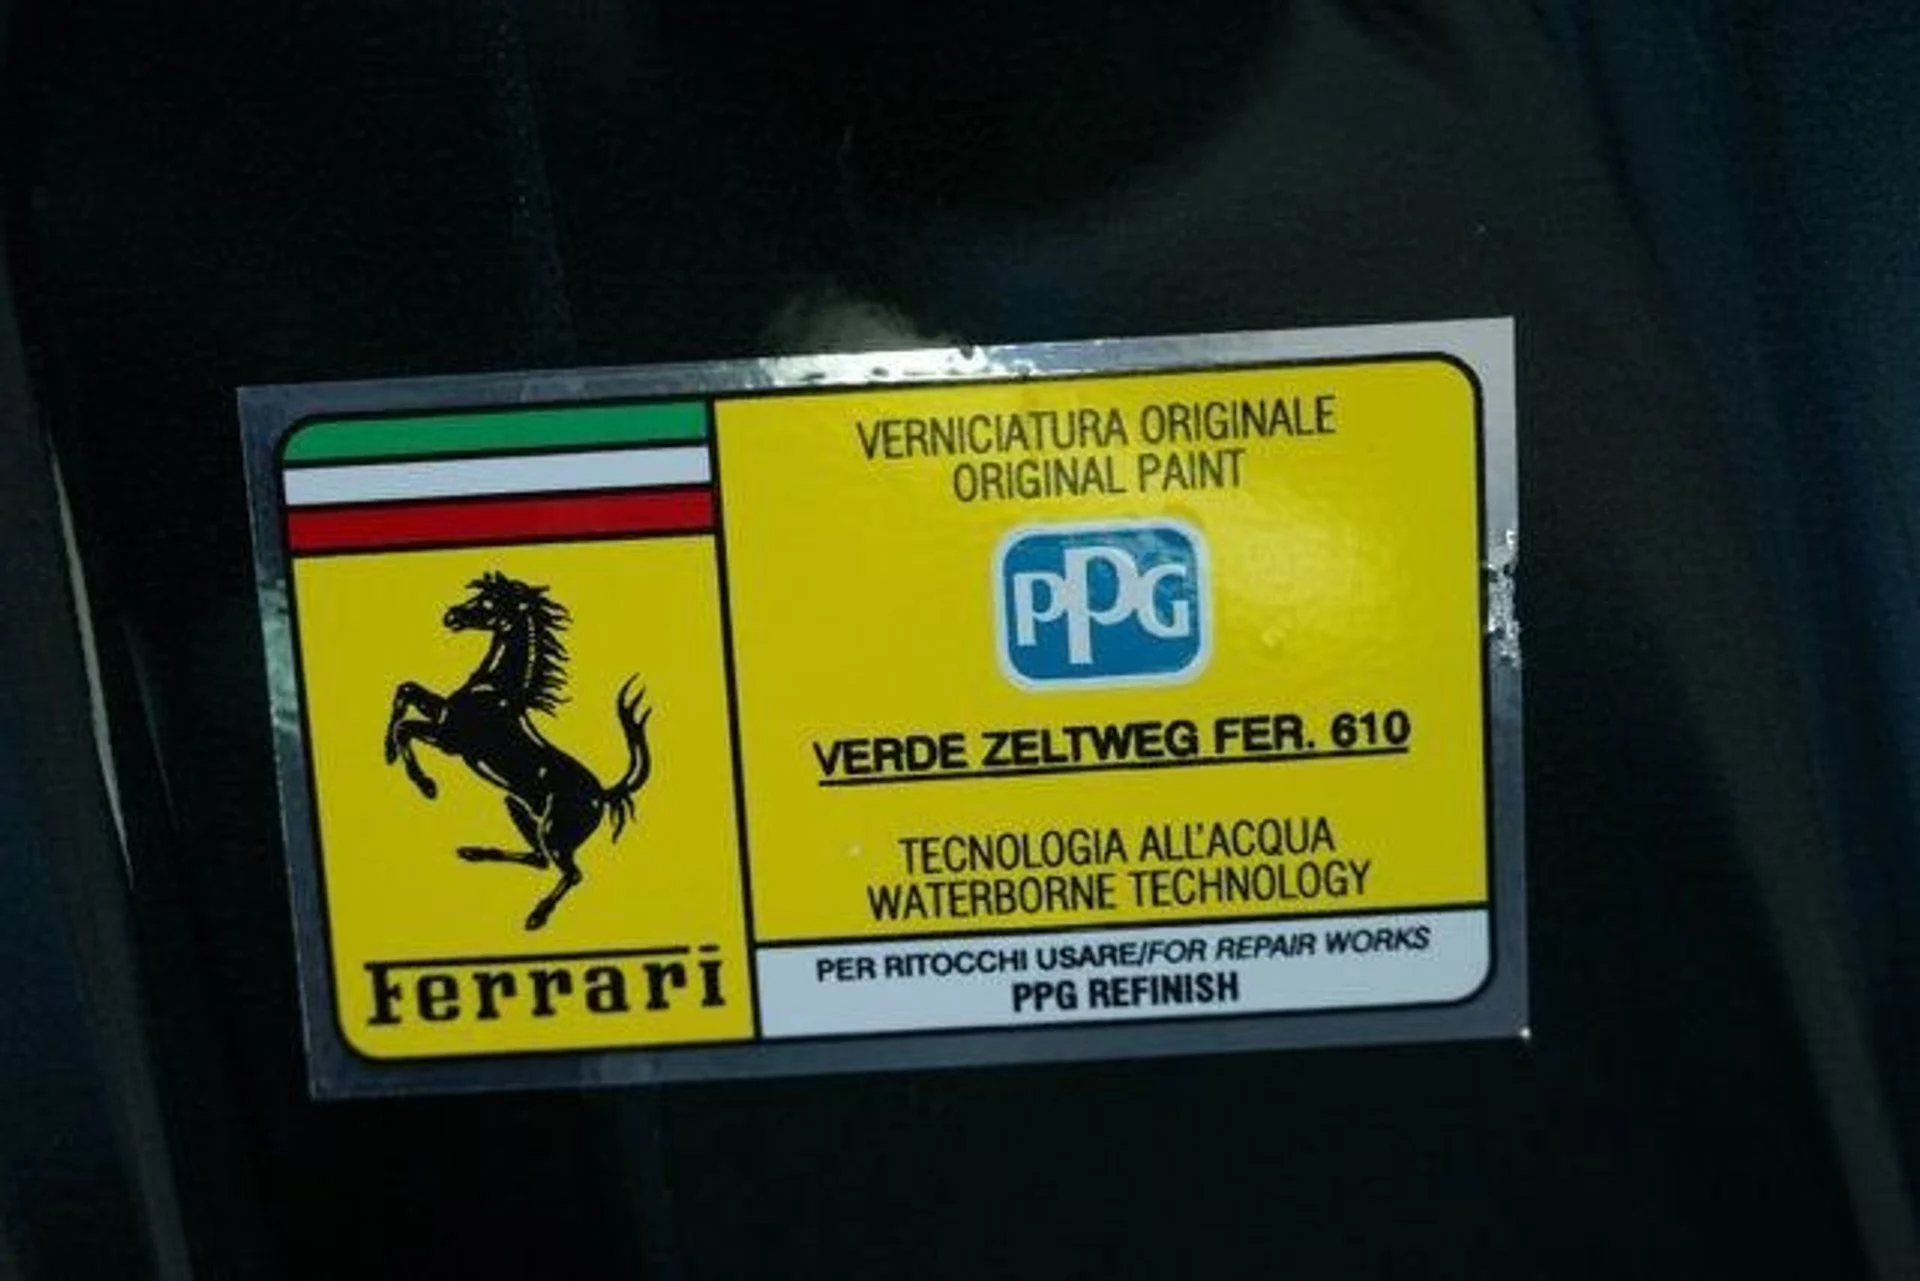 VERNICIATURA ORIGINALE
ORIGINAL PAINT
PPG
VERDE ZELTWEG FER. 610
TECNOLOGIA ALL'ACQUA
WATERBORNE TECHNOLOGY
Ferrari
PER RITOCCHI USARE/FOR REPAIR WORKS
PPG REFINISH